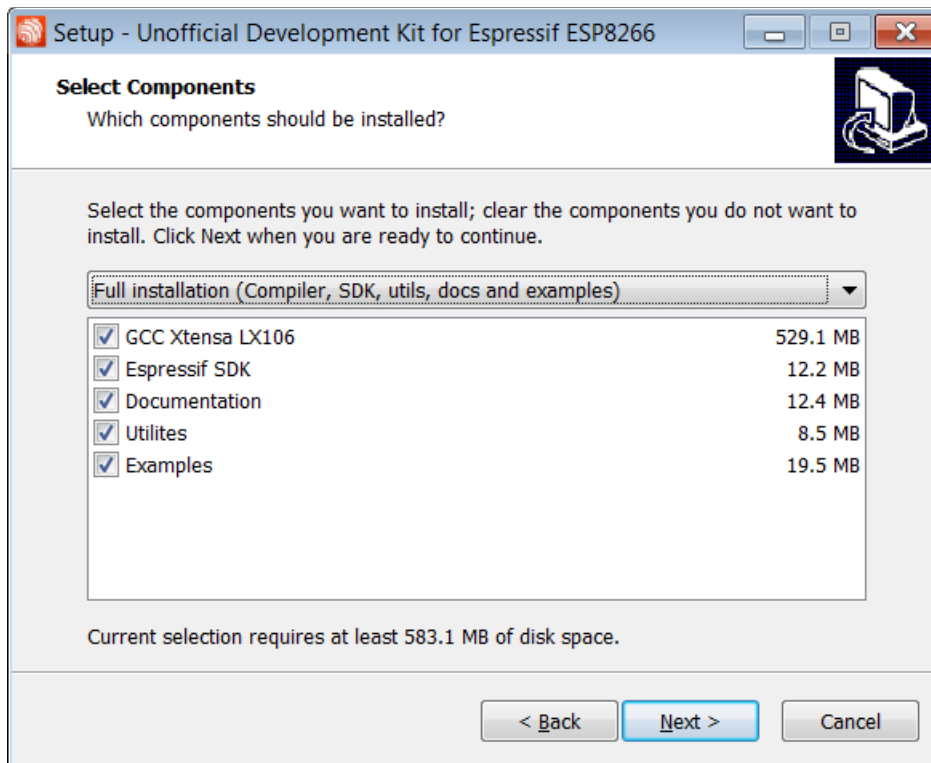 Setup - Unofficial Development Kit for Espressif ESP8266
Select Components
Which components should be installed?
Select the components you want to install; clear the components you do not want to
install. Click Next when you are ready to continue.
Full installation (Compiler, SDK, utils, docs and examples)
GCC Xtensa LX106 529.1 MB
Espressif SDK 12.2 MB
Documentation 12.4 MB
Utilites 8.5 MB
Examples 19.5 MB
Current selection requires at least 583.1 MB of disk space.
< Back Next > Cancel